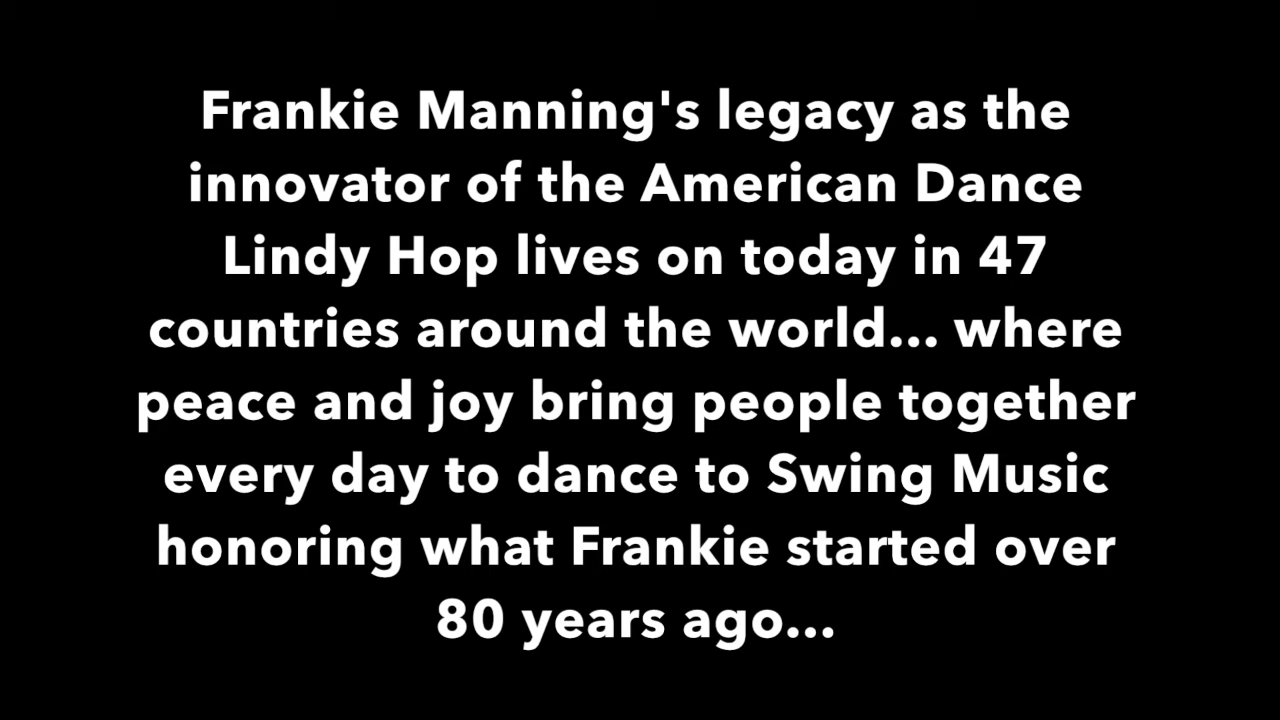 Frankie Manning's legacy as the
innovator of the American Dance
Lindy Hop lives on today in 47
countries around the world... where
peace and joy bring people together
every day to dance to Swing Music
honoring what Frankie started over
80 years ago...